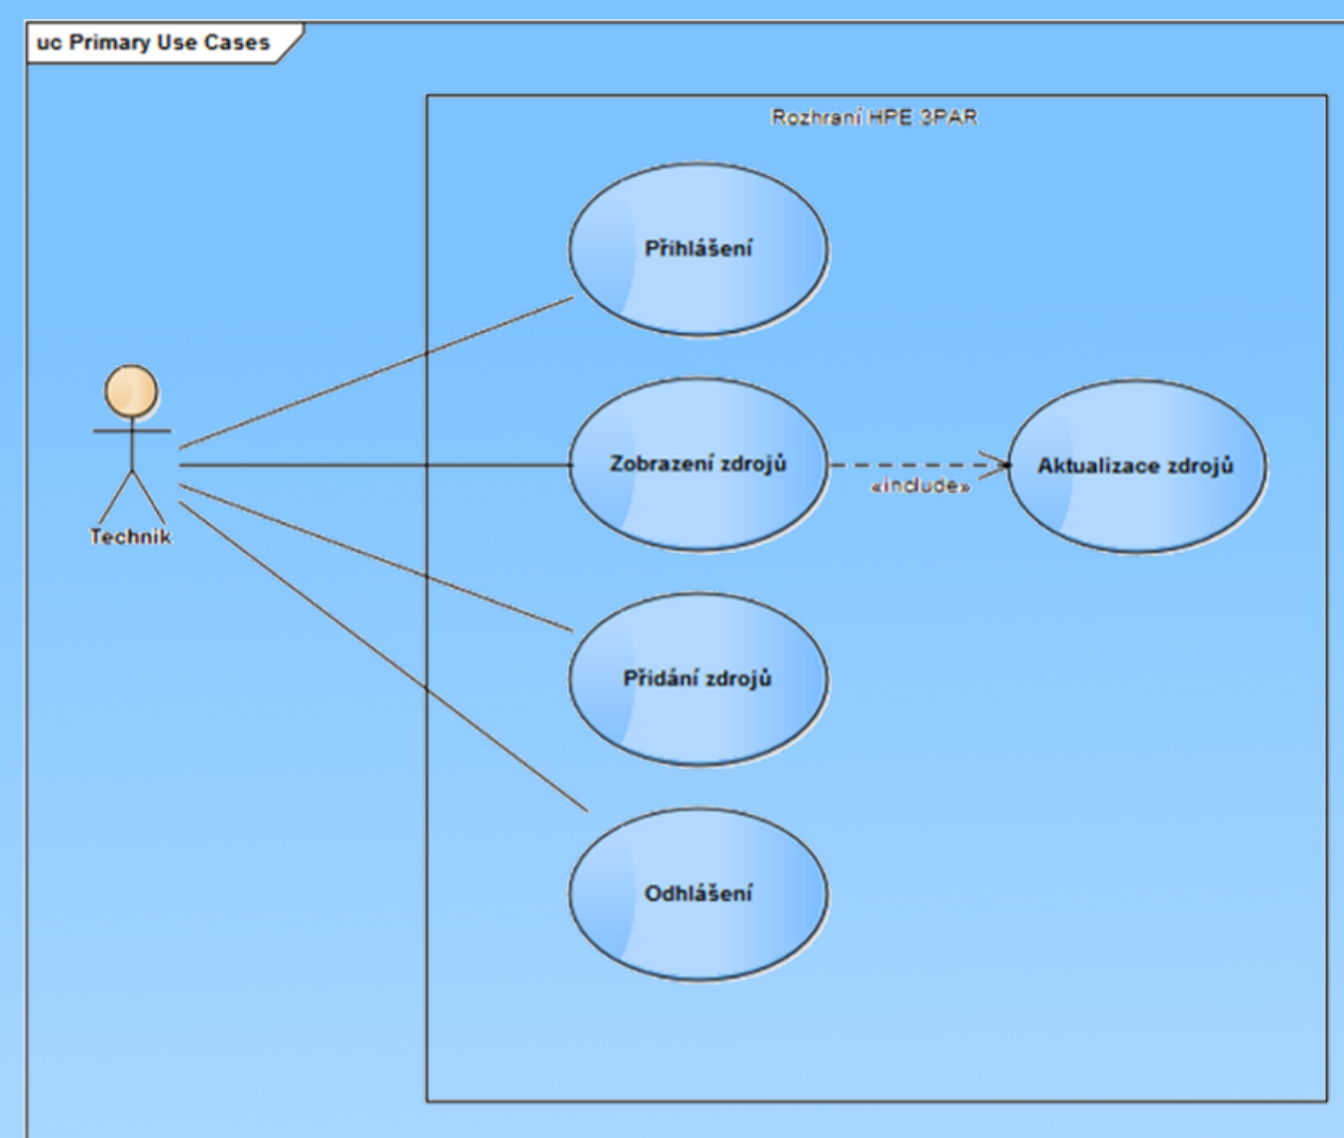 uc Primary Use Cases
Rozhraní HPE 3PAR
Přihlášení
Zobrazení zdrojů
Aktualizace zdrojů
«include»
Technik
Přidání zdrojů
Odhlášení